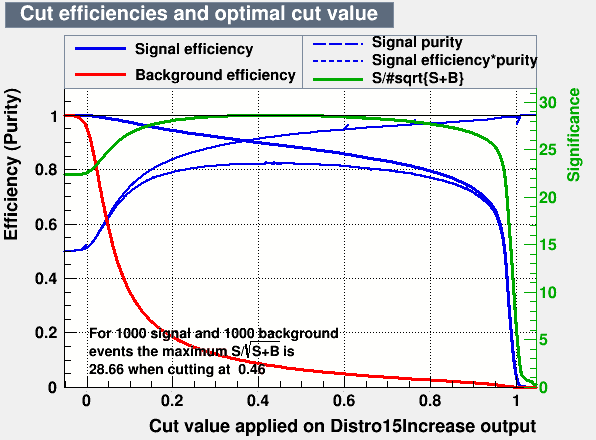 Cut efficiencies and optimal cut value
Signal efficiency
Background efficiency
Signal purity
Signal efficiency*purity
S/#sqrt{S+B}
Efficiency (Purity)
1
0.8
0.6
0.4
0.2
0
30
25
20
15
10
5
0
Significance
For 1000 signal and 1000 background
events the maximum S/√S+B is
28.66 when cutting at 0.46
0
0.2
0.4
0.6
0.8
1
Cut value applied on Distro15Increase output